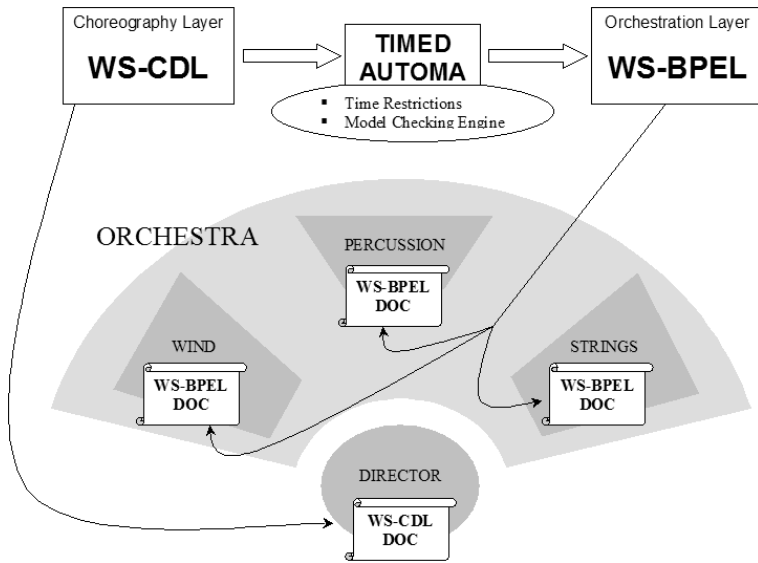 Choreography Layer
WS-CDL
TIMED
AUTOMA
Orchestration Layer
WS-BPEL
▪ Time Restrictions
▪ Model Checking Engine
ORCHESTRA
PERCUSSION
WS-BPEL
DOC
WIND
WS-BPEL
DOC
STRINGS
WS-BPEL
DOC
DIRECTOR
WS-CDL
DOC